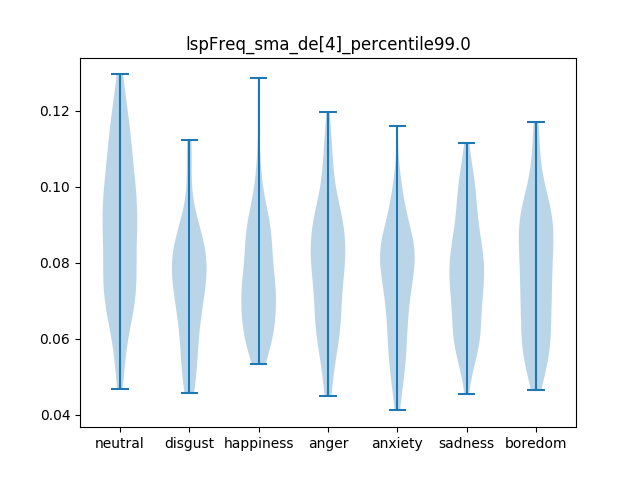 lspFreq_sma_de[4]_percentile99.0
0.12
0.10
0.08
0.06
0.04
neutral disgust happiness anger anxiety sadness boredom